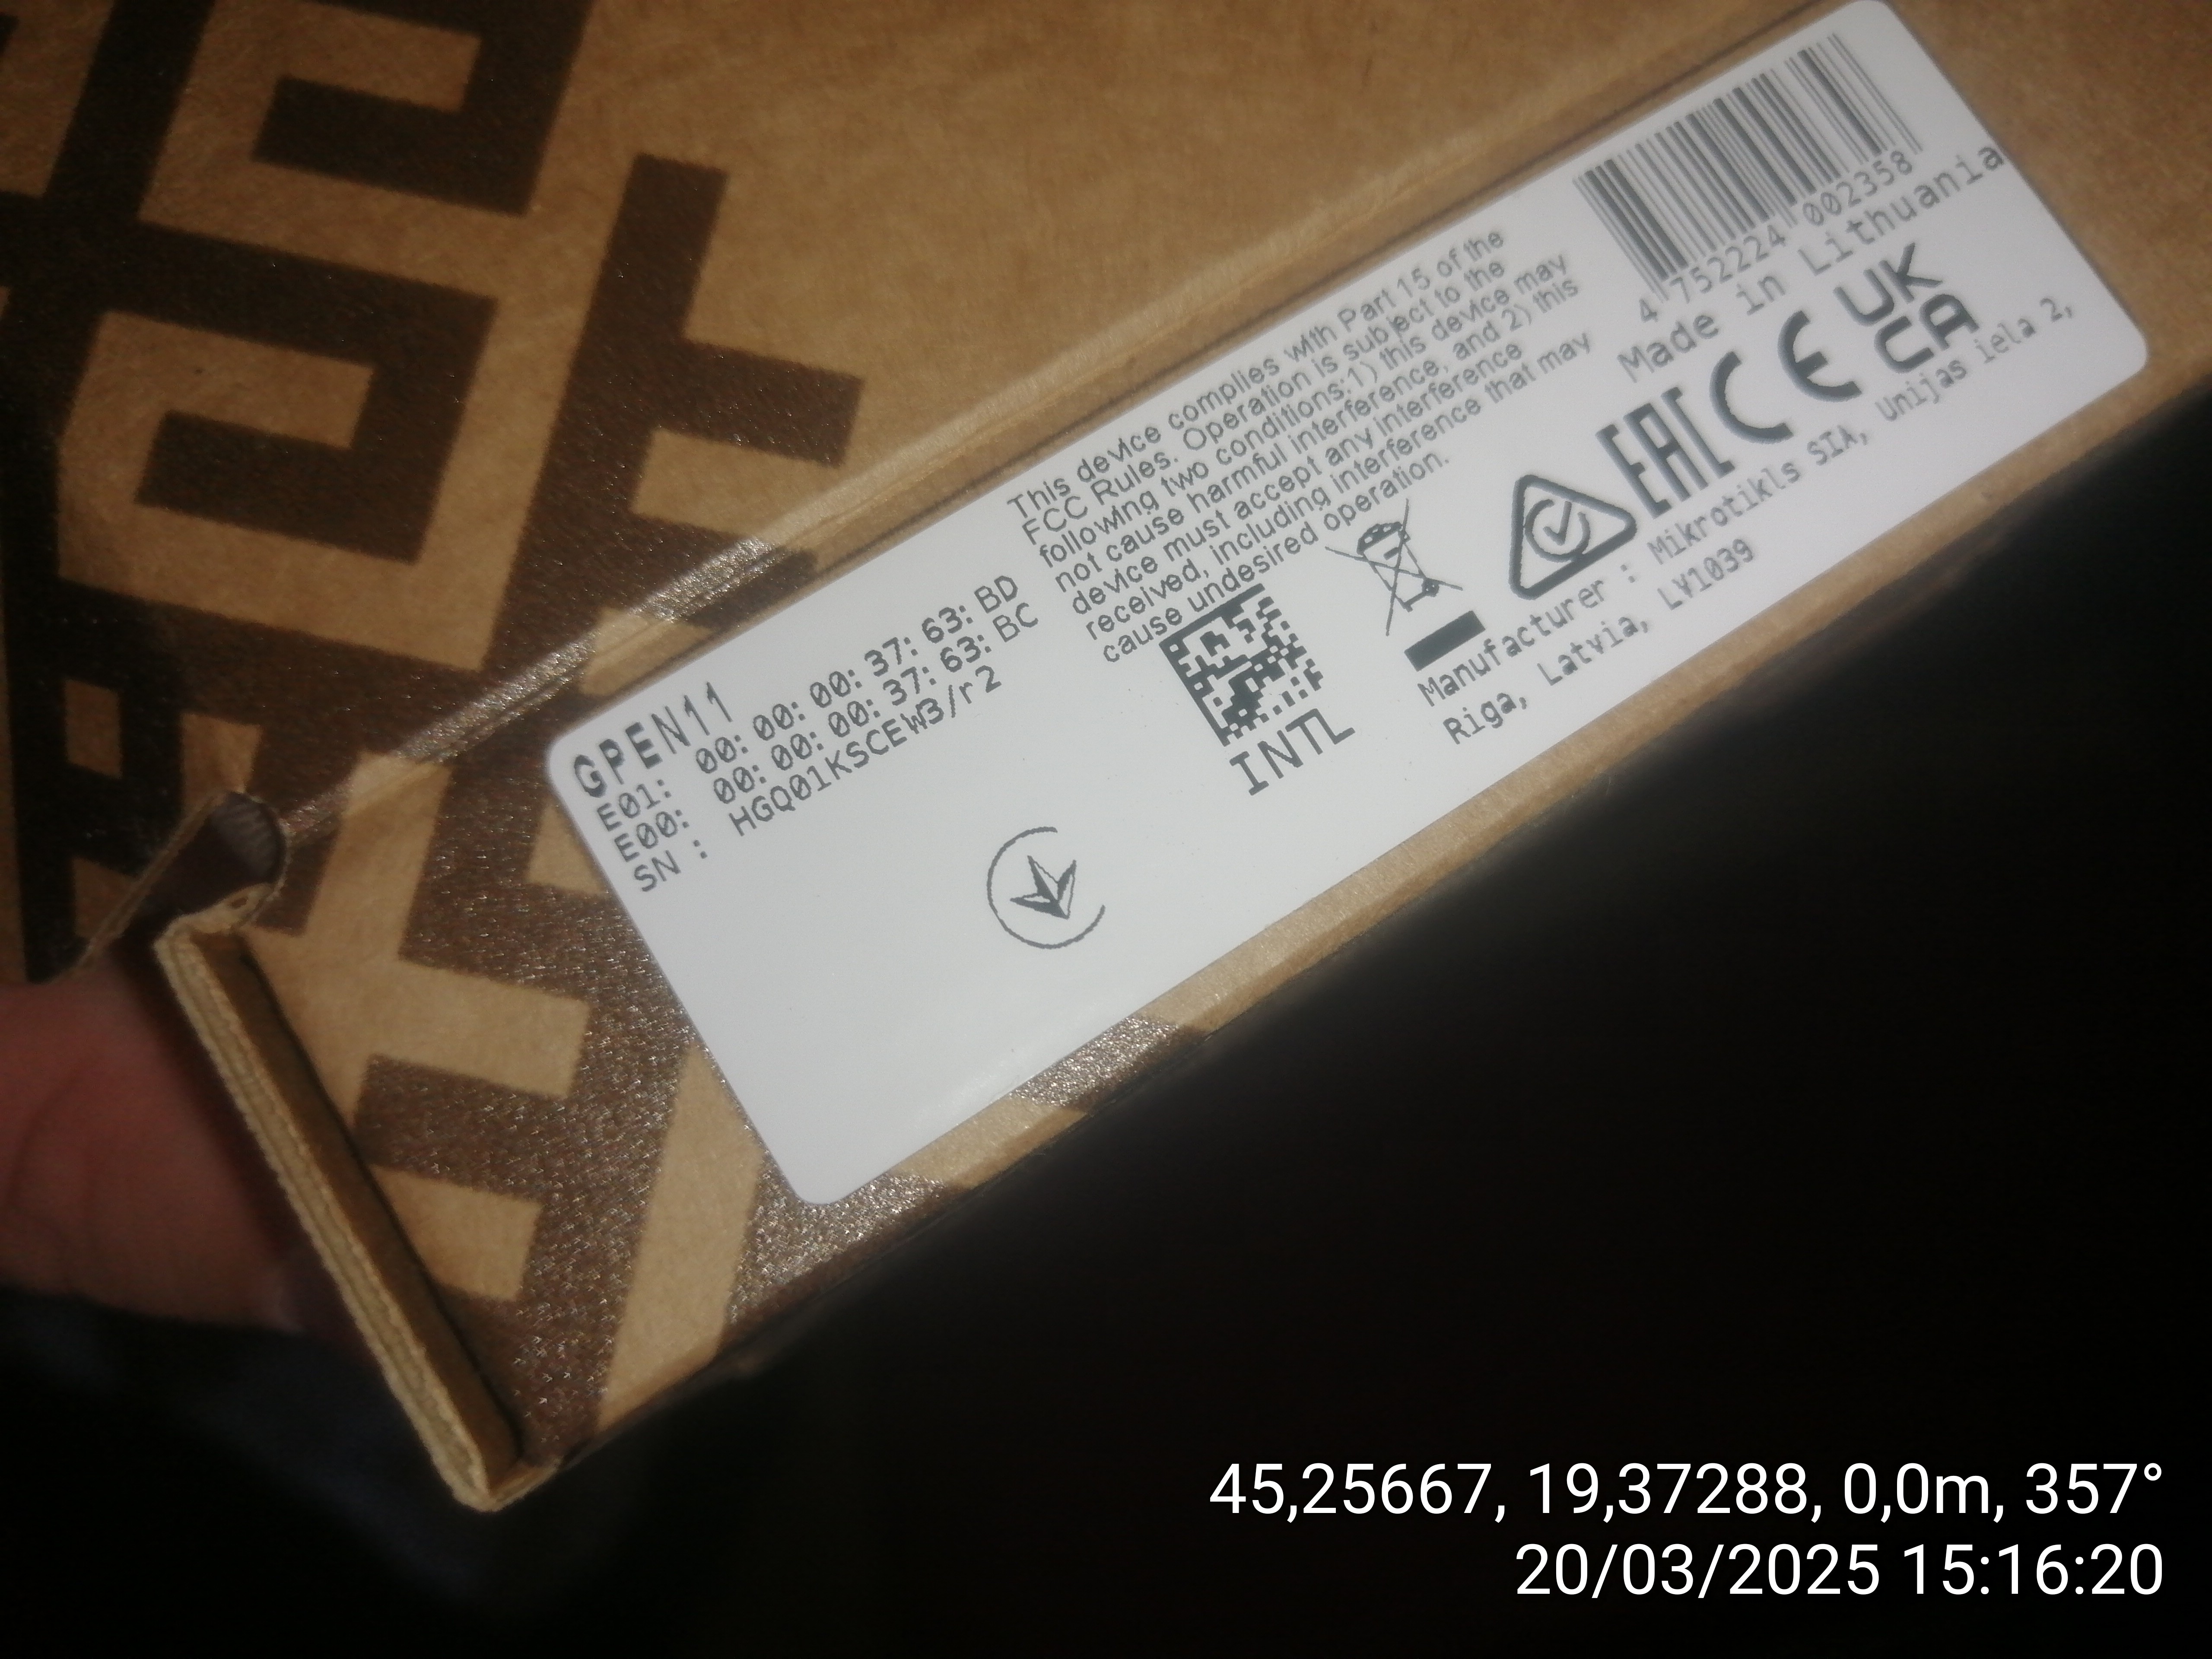 GPEN11
E01: 00:00:00:37:63:BD
E00: 00:00:00:37:63:BC
SN : HGQ01KSCEW3/r2
This device complies with Part 15 of the
FCC Rules. Operation is subject to the
following two conditions:1) this device may
not cause harmful interference, and 2) this
device must accept any interference
received, including interference that may
cause undesired operation.
INTL
4 752224 002358
Made in Lithuania
EAC CE UK
CA
Manufacturer : Mikrotikls SIA, Unijas iela 2,
Riga, Latvia, LV1039
45,25667, 19,37288, 0,0m, 357°
20/03/2025 15:16:20